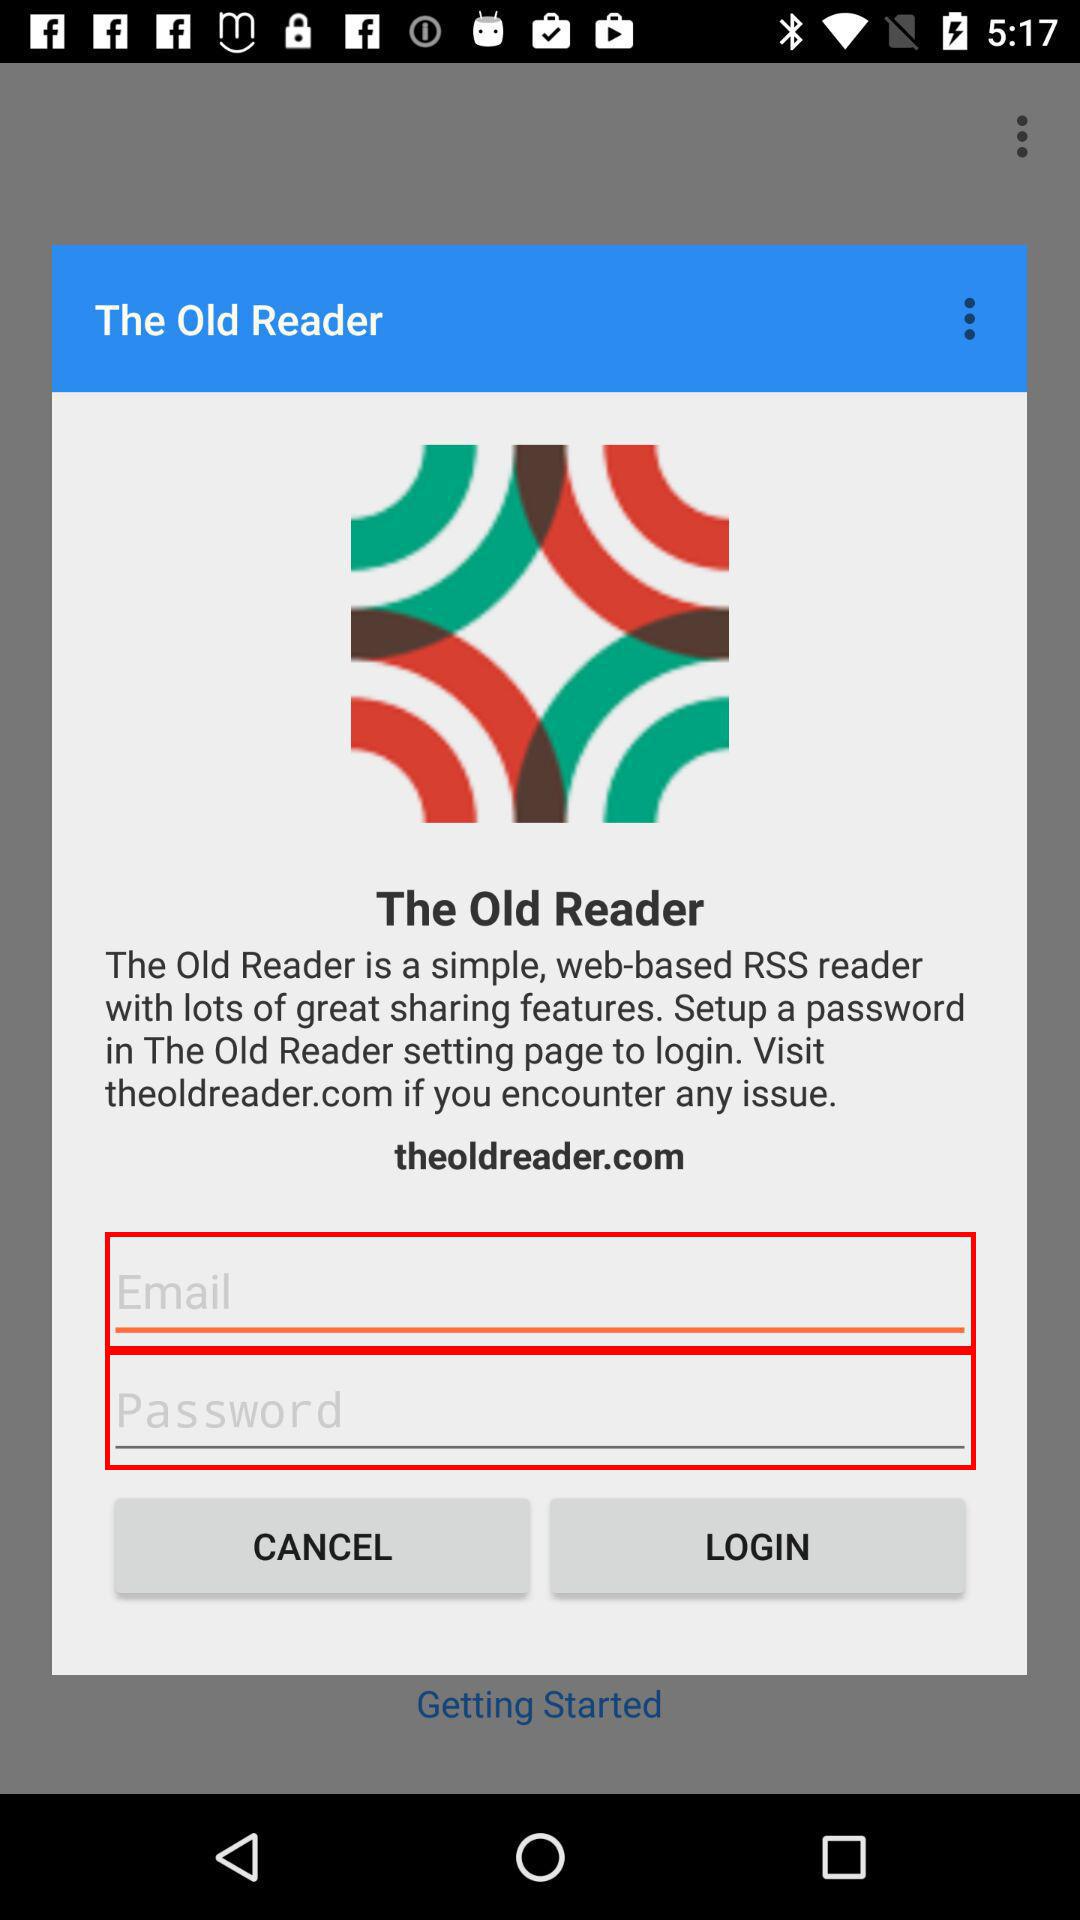 5:17
The Old Reader
The Old Reader
The Old Reader is a simple, web-based RSS reader
with lots of great sharing features. Setup a password
in The Old Reader setting page to login. Visit
theoldreader.com if you encounter any issue.
theoldreader.com
Email
Password
CANCEL LOGIN
Getting Started